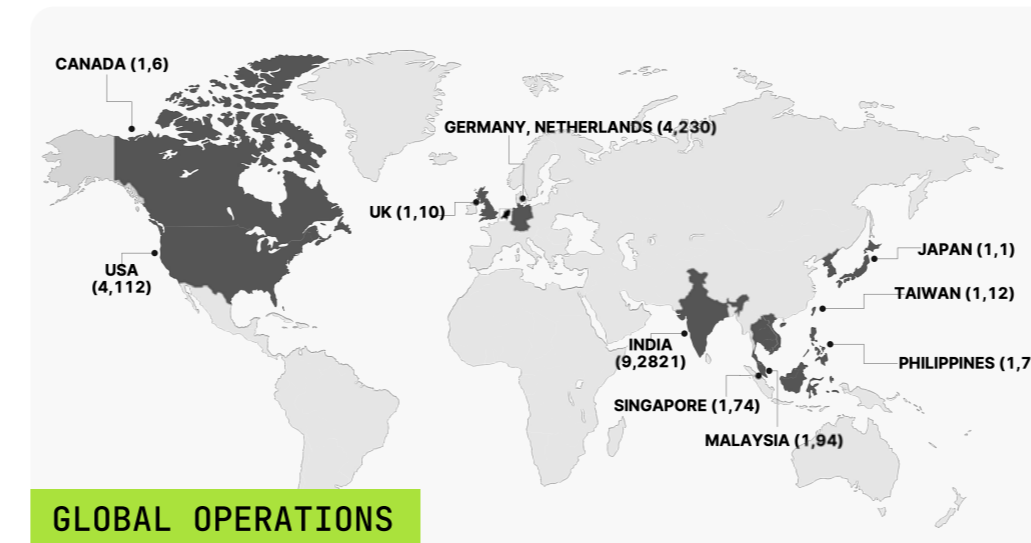 CANADA (1,6)
GERMANY, NETHERLANDS (4,230)
UK (1,10)
JAPAN (1,1)
USA
(4,112)
TAIWAN (1,12)
INDIA
(9,2821)
PHILIPPINES (1,7
SINGAPORE (1,74)
MALAYSIA (1,94)
GLOBAL OPERATIONS